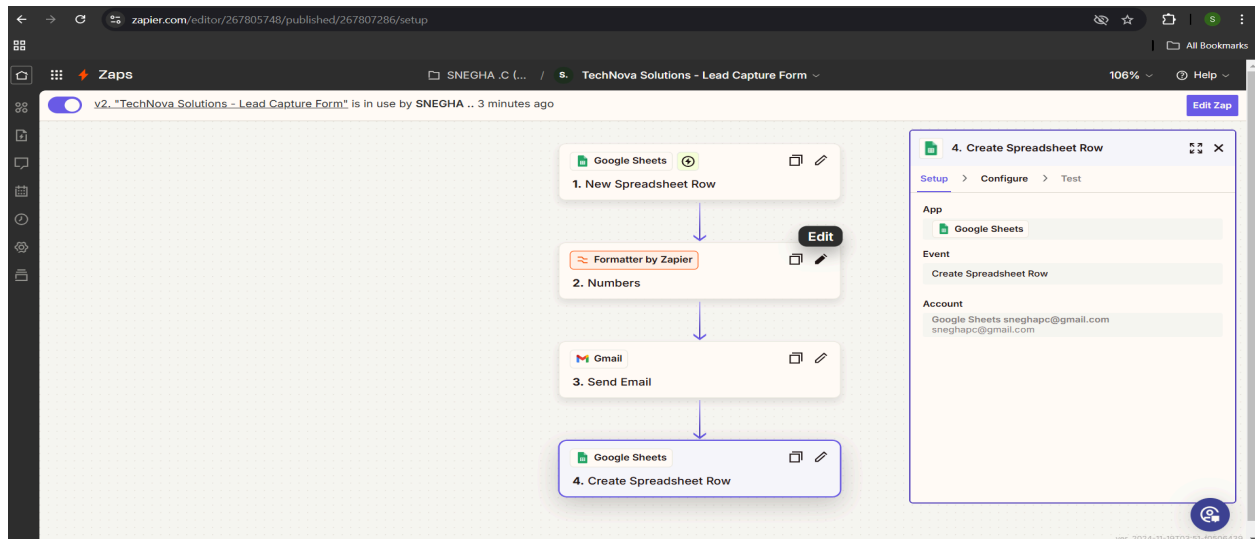 zapier.com/editor/267805748/published/267807286/setup
S
All Bookmarks
Zaps
SNEGHA .C (... / S. TechNova Solutions - Lead Capture Form
106%
Help
v2. "TechNova Solutions - Lead Capture Form" is in use by SNEGHA .. 3 minutes ago
Edit Zap
Google Sheets
1. New Spreadsheet Row
Edit
Formatter by Zapier
2. Numbers
Gmail
3. Send Email
Google Sheets
4. Create Spreadsheet Row
4. Create Spreadsheet Row
Setup > Configure > Test
App
Google Sheets
Event
Create Spreadsheet Row
Account
Google Sheets sneghapc@gmail.com
sneghapc@gmail.com